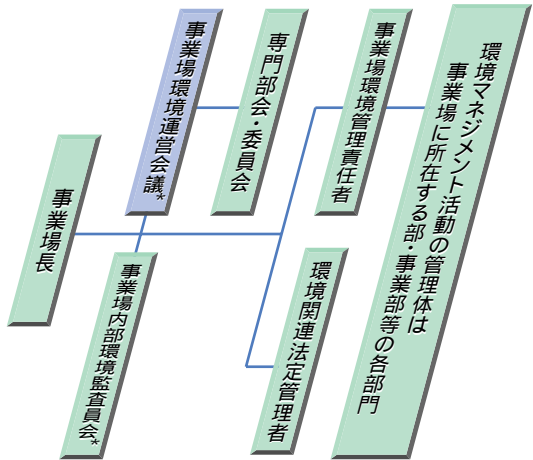 事業場長
事業場環境運営会議*
事業場内部環境監査員会*
専門部会・委員会
事業場環境管理責任者
環境関連法定管理者
環境マネジメント活動の管理体は
事業場に所在する部・事業部等の各部門